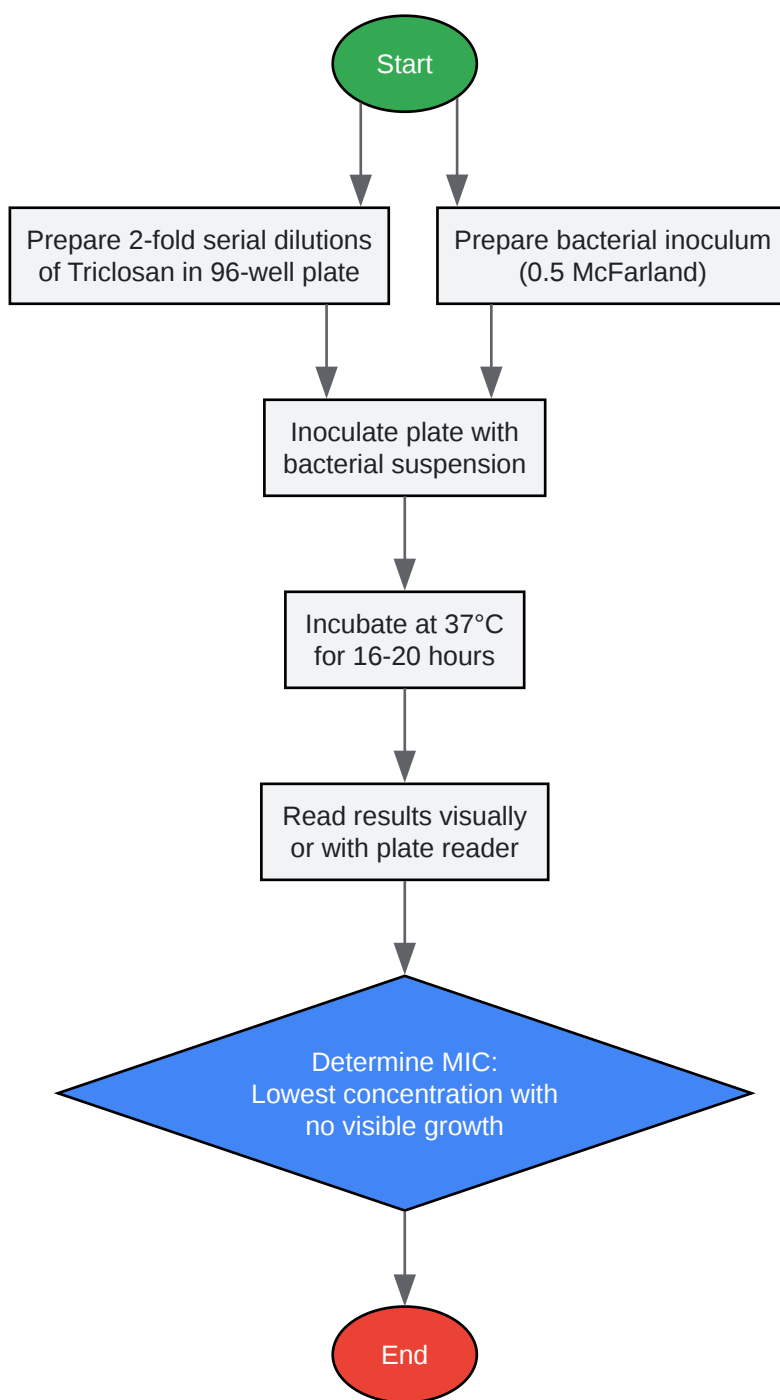 Start
Prepare 2-fold serial dilutions
of Triclosan in 96-well plate
Prepare bacterial inoculum
(0.5 McFarland)
Inoculate plate with
bacterial suspension
Incubate at 37°C
for 16-20 hours
Read results visually
or with plate reader
Determine MIC:
Lowest concentration with
no visible growth
End